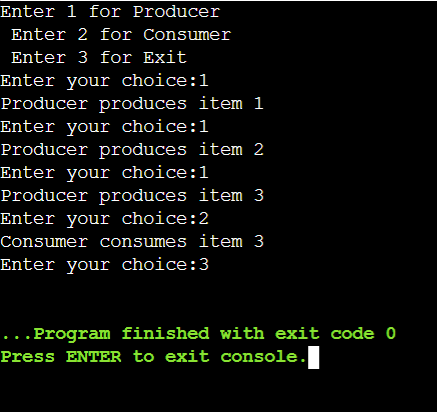 Enter 1 for Producer
 Enter 2 for Consumer
 Enter 3 for Exit
Enter your choice:1
Producer produces item 1
Enter your choice:1
Producer produces item 2
Enter your choice:1
Producer produces item 3
Enter your choice:2
Consumer consumes item 3
Enter your choice:3
...Program finished with exit code 0
Press ENTER to exit console.